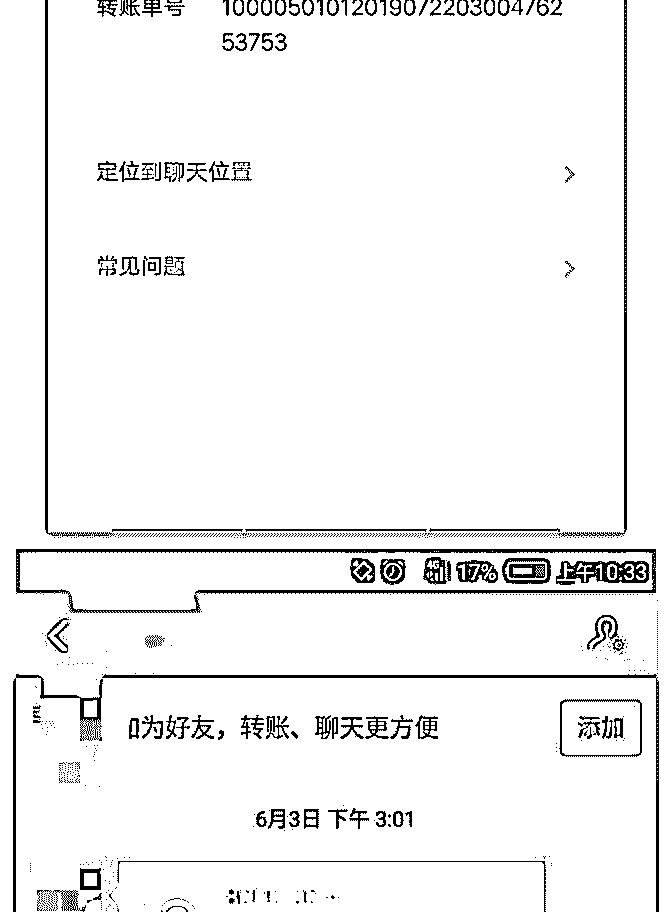 转账单号 10000501012019072203004762
53753
定位到聊天位置
常见问题
17% 上午10:33
为好友，转账、聊天更方便
添加
6月3日 下午 3:01